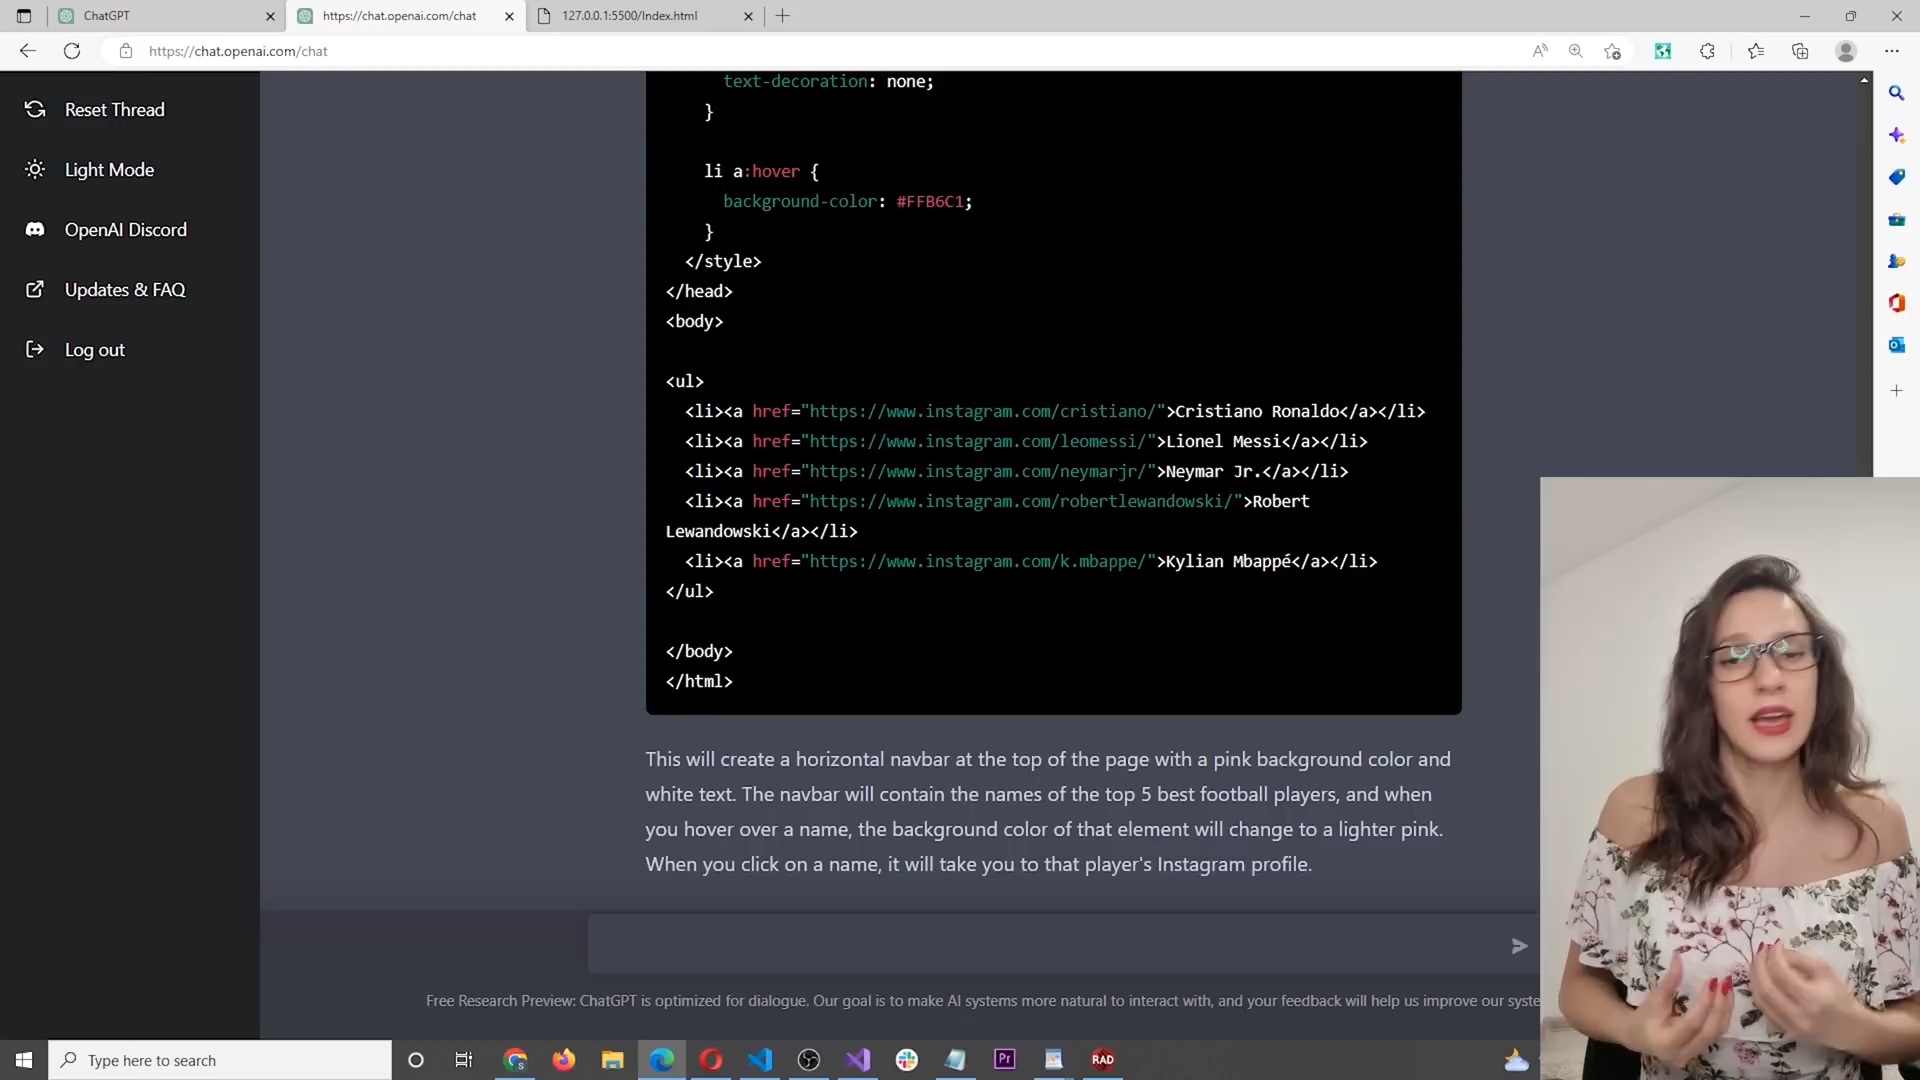 ChatGPT
https://chat.openai.com/chat
127.0.0.1:5500/Index.html
https://chat.openai.com/chat
Reset Thread
Light Mode
OpenAI Discord
Updates & FAQ
Log out
text-decoration: none;
}
li a:hover {
background-color: #FFB6C1;
}
</style>
</head>
<body>
<ul>
<li><a href="https://www.instagram.com/cristiano/">Cristiano Ronaldo</a></li>
<li><a href="https://www.instagram.com/leomessi/">Lionel Messi</a></li>
<li><a href="https://www.instagram.com/neymarjr/">Neymar Jr.</a></li>
<li><a href="https://www.instagram.com/robertlewandowski/">Robert
Lewandowski</a></li>
<li><a href="https://www.instagram.com/k.mbappe/">Kylian Mbappé</a></li>
</ul>
</body>
</html>
This will create a horizontal navbar at the top of the page with a pink background color and
white text. The navbar will contain the names of the top 5 best football players, and when
you hover over a name, the background color of that element will change to a lighter pink.
When you click on a name, it will take you to that player's Instagram profile.
Free Research Preview: ChatGPT is optimized for dialogue. Our goal is to make AI systems more natural to interact with, and your feedback will help us improve our syste
Type here to search
Pr
RAD